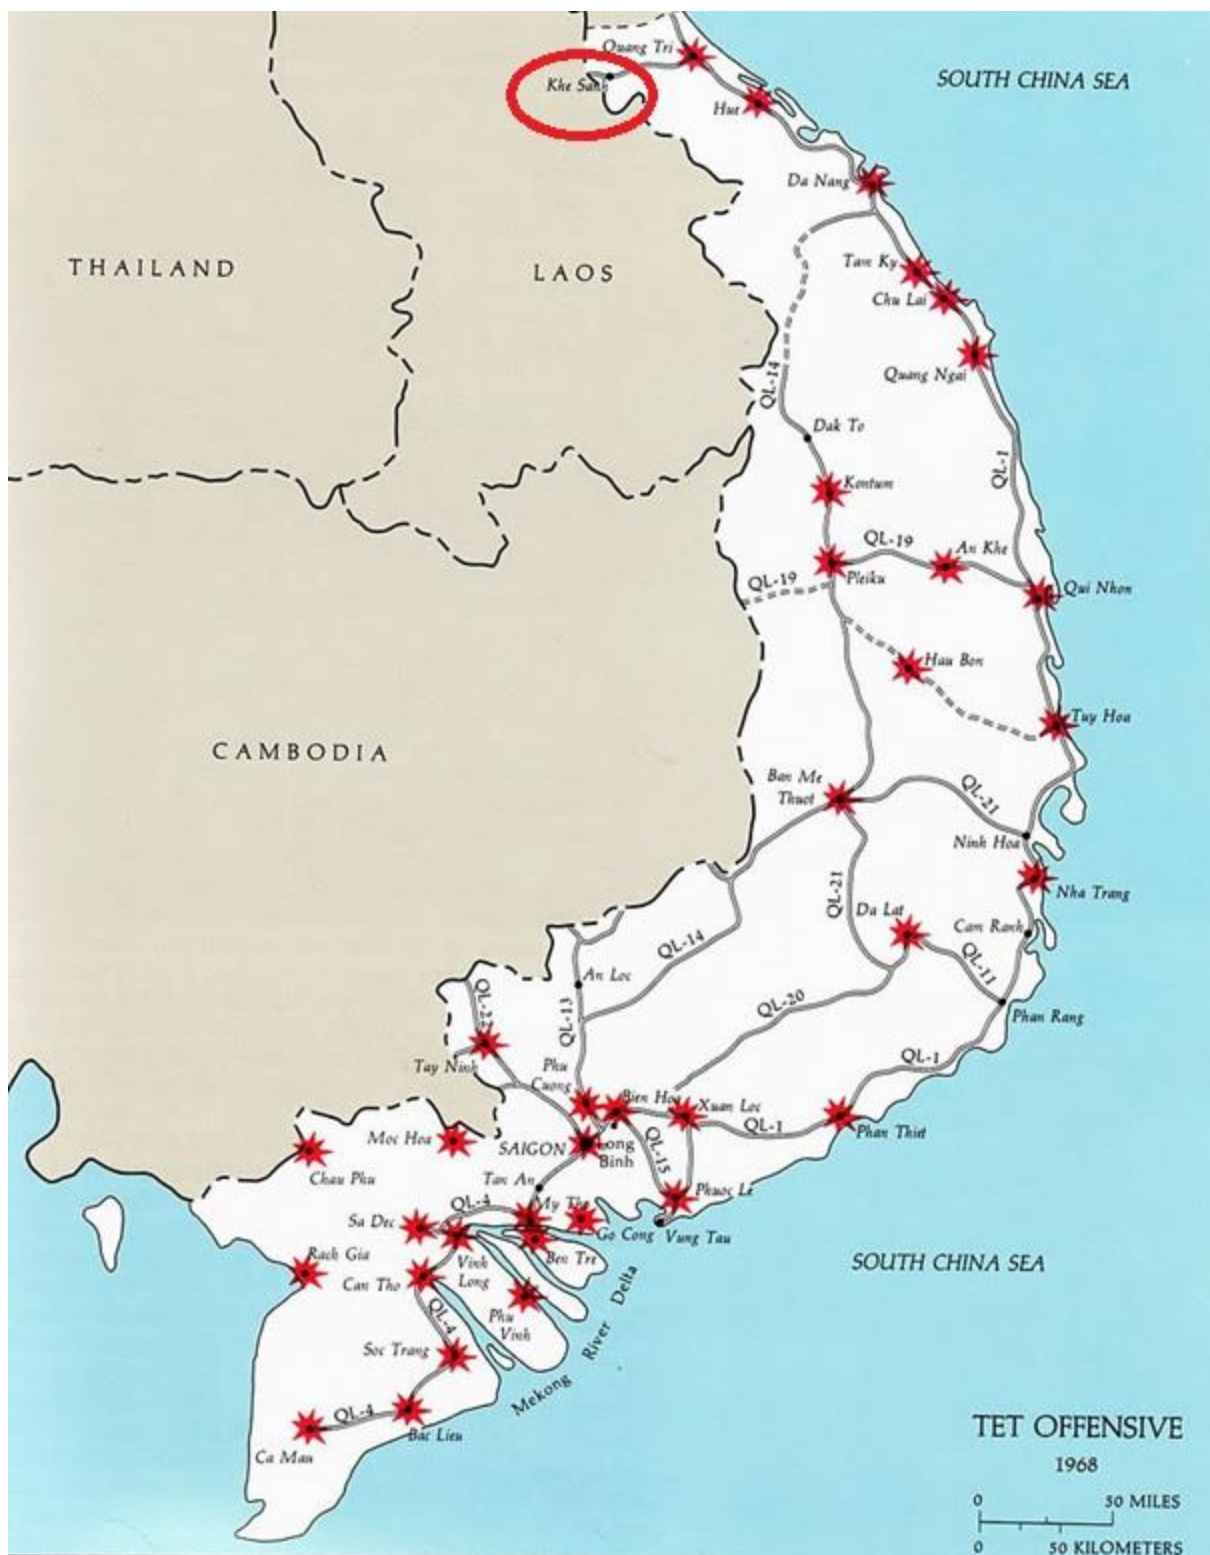 Quang Tri
Khe Sanh
SOUTH CHINA SEA
Hue
Da Nang
THAILAND
LAOS
Tam Ky
Chu Lai
Quang Ngai
QL-14
Dak To
QL-1
Kontum
QL-19
An Khe
QL-19
Pleiku
Qui Nhon
Hau Bon
Tuy Hoa
CAMBODIA
Ban Me
Thuot
QL-21
Ninh Hoa
QL-21
Nha Trang
Da Lat
Cam Ranh
QL-14
QL-11
An Loc
QL-22
QL-13
QL-20
Phan Rang
Tay Ninh
Phu
Cuong
QL-1
Bien Hoa
Xuan Loc
QL-1
Phan Thiet
Moc Hoa
SAIGON
Long
Binh
QL-15
Chau Phu
Tan An
Phuoc Le
QL-4
My Tho
Sa Dec
Go Cong
Vung Tau
Rach Gia
Vinh
Long
Ben Tre
Can Tho
SOUTH CHINA SEA
QL-4
Phu
Vinh
Mekong River Delta
Soc Trang
QL-4
Bac Lieu
Ca Mau
TET OFFENSIVE
1968
0 50 MILES
0 50 KILOMETERS